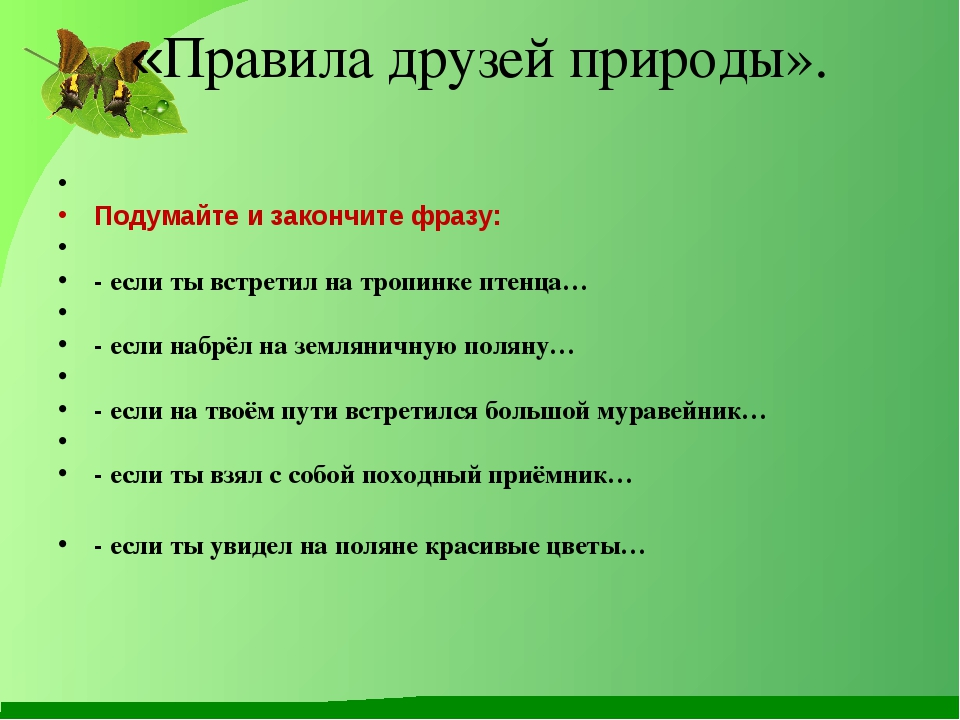 «Правила друзей природы».
•
• Подумайте и закончите фразу:
•
• - если ты встретил на тропинке птенца…
•
• - если набрёл на земляничную поляну…
•
• - если на твоём пути встретился большой муравейник…
•
• - если ты взял с собой походный приёмник…
• - если ты увидел на поляне красивые цветы…